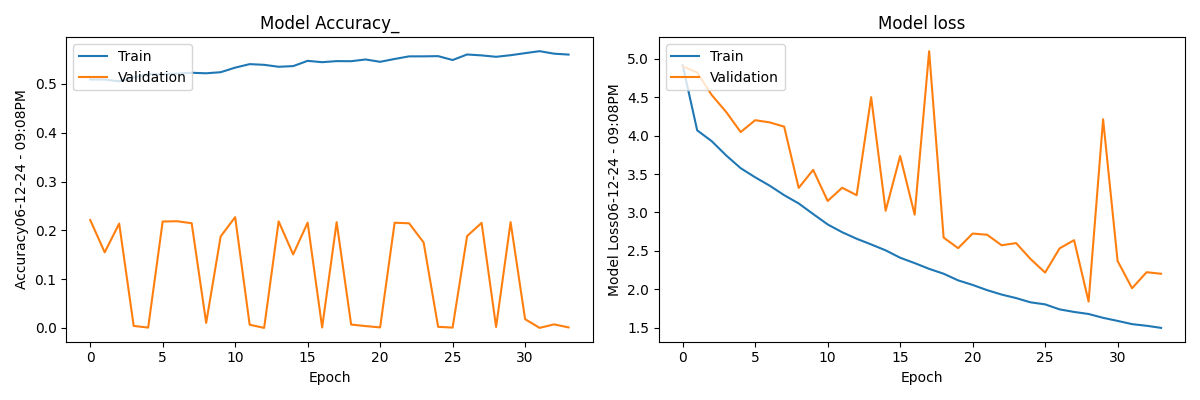 Model Accuracy_
Train
Validation
Accuracy06-12-24 - 09:08PM
0.5
0.4
0.3
0.2
0.1
0.0
0 5 10 15 20 25 30
Epoch
Model loss
Train
Validation
Model Loss06-12-24 - 09:08PM
5.0
4.5
4.0
3.5
3.0
2.5
2.0
1.5
0 5 10 15 20 25 30
Epoch